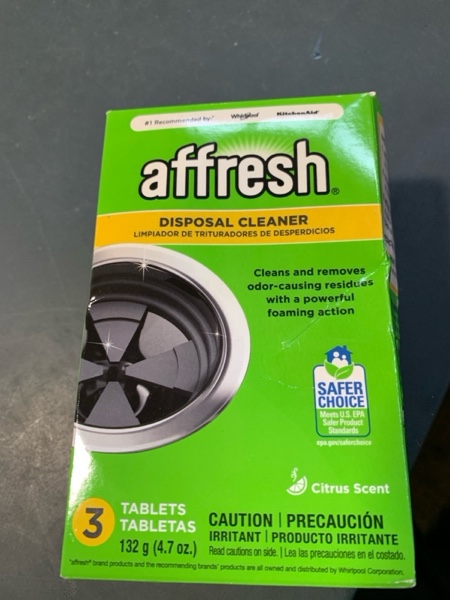 #1 Recommended by:* Whirlpool KitchenAid®
affresh®
DISPOSAL CLEANER
LIMPIADOR DE TRITURADORES DE DESPERDICIOS
Cleans and removes
odor-causing residues
with a powerful
foaming action
SAFER
CHOICE
Meets U.S. EPA
Safer Product
Standards
epa.gov/saferchoice
Citrus Scent
3 TABLETS
TABLETAS
132 g (4.7 oz.)
CAUTION | PRECAUCIÓN
IRRITANT | PRODUCTO IRRITANTE
Read cautions on side. | Lea las precauciones en el costado.
*affresh® brand products and the recommending brands' products are all owned and distributed by Whirlpool Corporation.